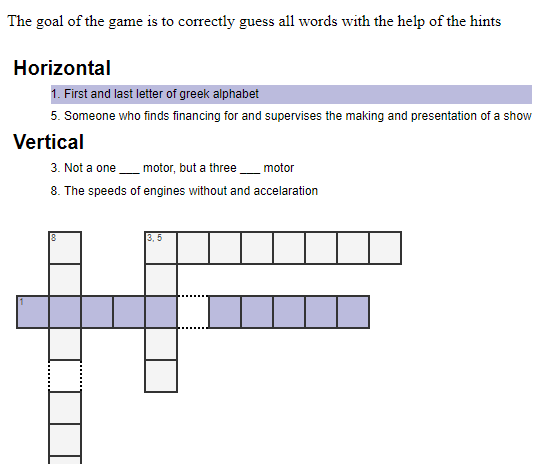 The goal of the game is to correctly guess all words with the help of the hints
Horizontal
1. First and last letter of greek alphabet
5. Someone who finds financing for and supervises the making and presentation of a show
Vertical
3. Not a one ___ motor, but a three ___ motor
8. The speeds of engines without and accelaration
8
3, 5
1